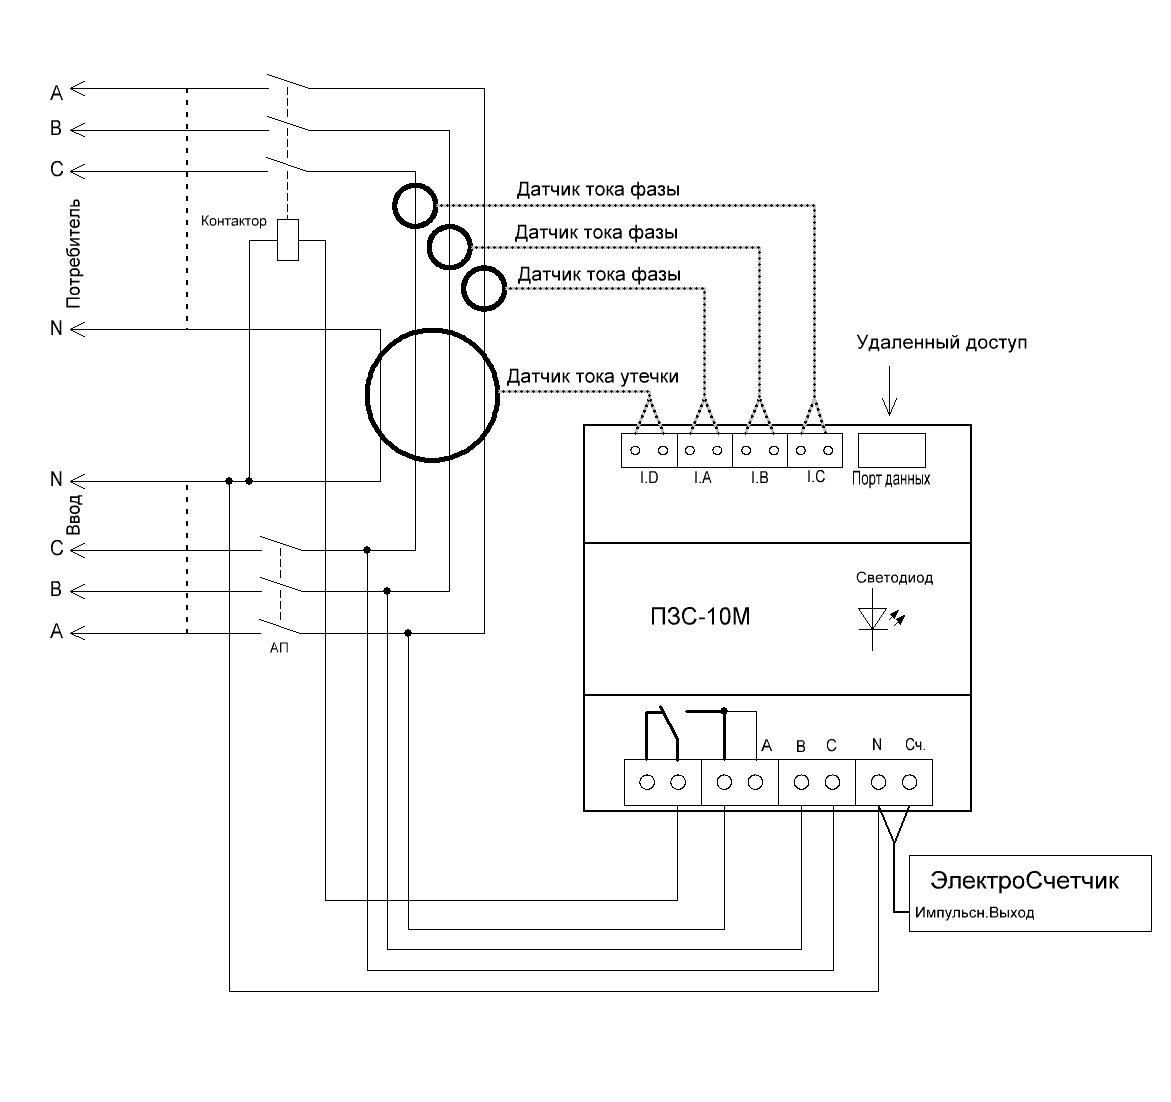 A
B
C
Потребитель
Контактор
N
Датчик тока фазы
Датчик тока фазы
Датчик тока фазы
Датчик тока утечки
Удаленный доступ
I.D I.A I.B I.C Порт данных
N
Ввод
C
B
A
АП
ПЗС-10М
Светодиод
A B C N Сч.
ЭлектроСчетчик
Импульсн.Выход